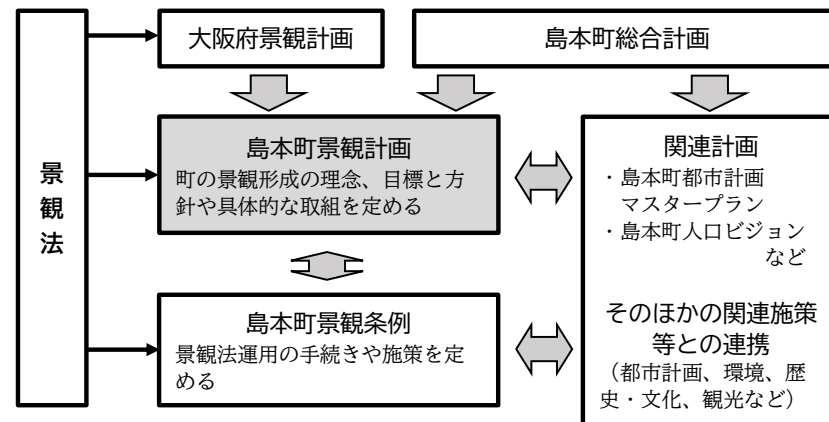 景観法
大阪府景観計画
島本町総合計画
島本町景観計画
町の景観形成の理念、目標と方
針や具体的な取組を定める
関連計画
・島本町都市計画
マスタープラン
・島本町人口ビジョン
など
島本町景観条例
景観法運用の手続きや施策を定
める
そのほかの関連施策
等との連携
（都市計画、環境、歴
史・文化、観光など）